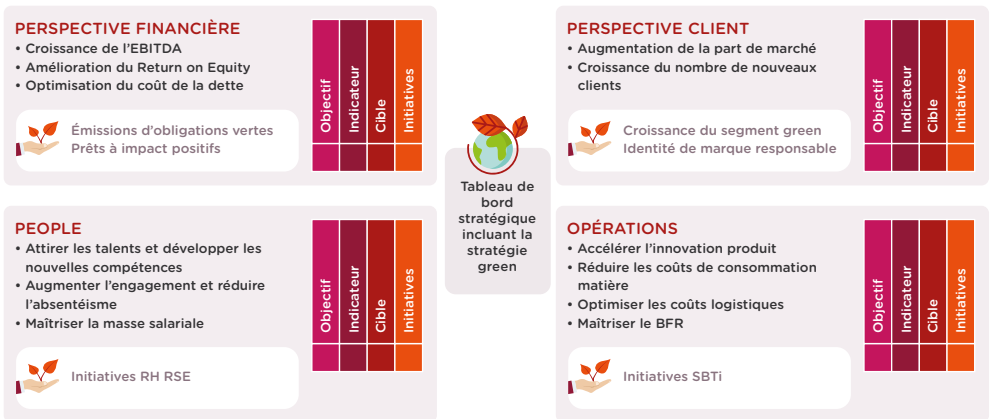 PERSPECTIVE FINANCIÈRE
• Croissance de l’EBITDA
• Amélioration du Return on Equity
• Optimisation du coût de la dette
Émissions d’obligations vertes
Prêts à impact positifs
Objectif
Indicateur
Cible
Initiatives
PERSPECTIVE CLIENT
• Augmentation de la part de marché
• Croissance du nombre de nouveaux
clients
Croissance du segment green
Identité de marque responsable
Objectif
Indicateur
Cible
Initiatives
Tableau de
bord
stratégique
incluant la
stratégie
green
PEOPLE
• Attirer les talents et développer les
nouvelles compétences
• Augmenter l’engagement et réduire
l’absentéisme
• Maîtriser la masse salariale
Initiatives RH RSE
Objectif
Indicateur
Cible
Initiatives
OPÉRATIONS
• Accélérer l’innovation produit
• Réduire les coûts de consommation
matière
• Optimiser les coûts logistiques
• Maîtriser le BFR
Initiatives SBTi
Objectif
Indicateur
Cible
Initiatives